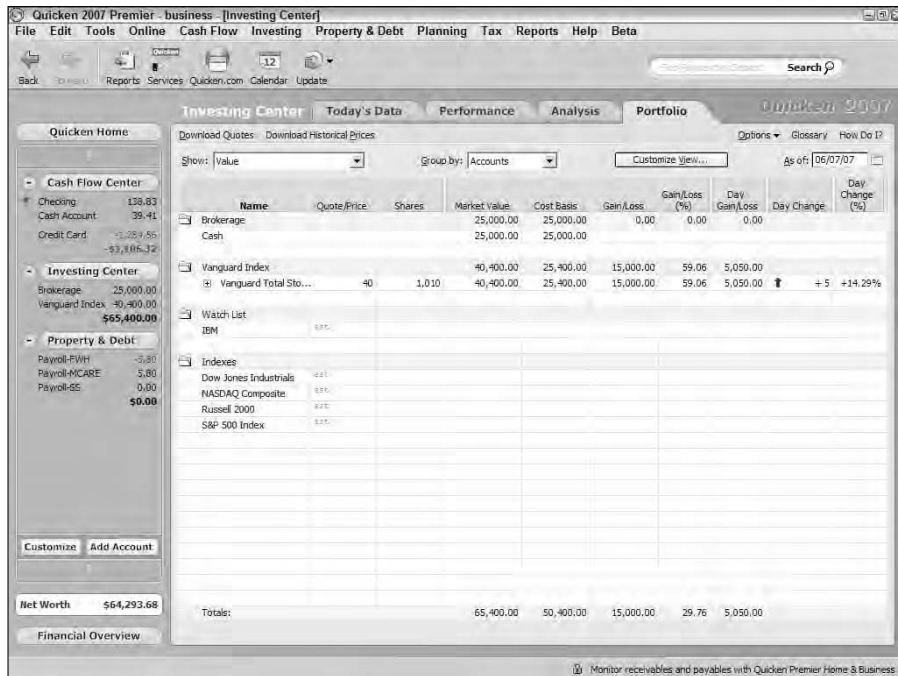 Quicken 2007 Premier - business - [Investing Center]
File Edit Tools Online Cash Flow Investing Property & Debt Planning Tax Reports Help Beta
Quicken
12
Back Reports Services Quicken.com Calendar Update
Search
Investing Center Today's Data Performance Analysis Portfolio Quicken 2007
Quicken Home
Download Quotes Download Historical Prices Options Glossary How Do I?
Show: Value Group by: Accounts Customize View... As of: 06/07/07
- Cash Flow Center
Checking 138.83
Cash Account 39.41
Credit Card
- Investing Center
Brokerage 25,000.00
Vanguard Index 40,400.00
$65,400.00
- Property & Debt
Payroll-FWH -5.80
Payroll-MCARE 5.80
Payroll-SS 0.00
$0.00
Customize Add Account
Net Worth $64,293.68
Financial Overview
Name Quote/Price Shares Market Value Cost Basis Gain/Loss Gain/Loss (%) Day Gain/Loss Day Change Day Change (%)
Brokerage 25,000.00 25,000.00 0.00 0.00 0.00
Cash 25,000.00 25,000.00
Vanguard Index 40,400.00 25,400.00 15,000.00 59.06 5,050.00
+ Vanguard Total Sto... 40 1,010 40,400.00 25,400.00 15,000.00 59.06 5,050.00 +5 +14.29%
Watch List
IBM
Indexes
Dow Jones Industrials
NASDAQ Composite
Russell 2000
S&P 500 Index
Totals: 65,400.00 50,400.00 15,000.00 29.76 5,050.00
Monitor receivables and payables with Quicken Premier Home & Business